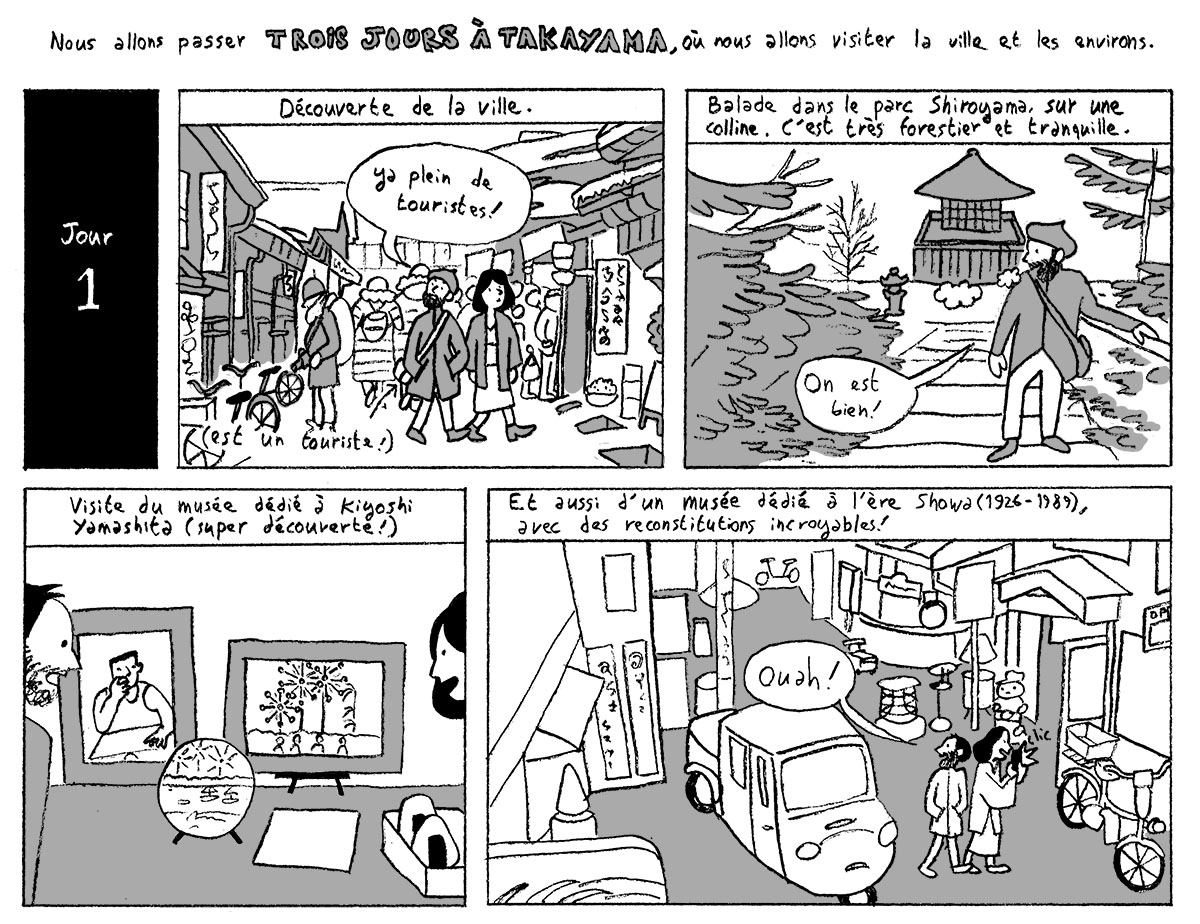 Nous allons passer TROIS JOURS À TAKAYAMA, où nous allons visiter la ville et les environs.
Jour
1
Découverte de la ville.
ya plein de
touristes!
(est un touriste!)
Balade dans le parc Shiroyama, sur une
colline. C'est très forestier et tranquille.
On est
bien!
Visite du musée dédié à Kiyoshi
Yamashita (super découverte!)
Et aussi d'un musée dédié à l'ère Showa (1926-1989),
avec des reconstitutions incroyables!
Ouah!